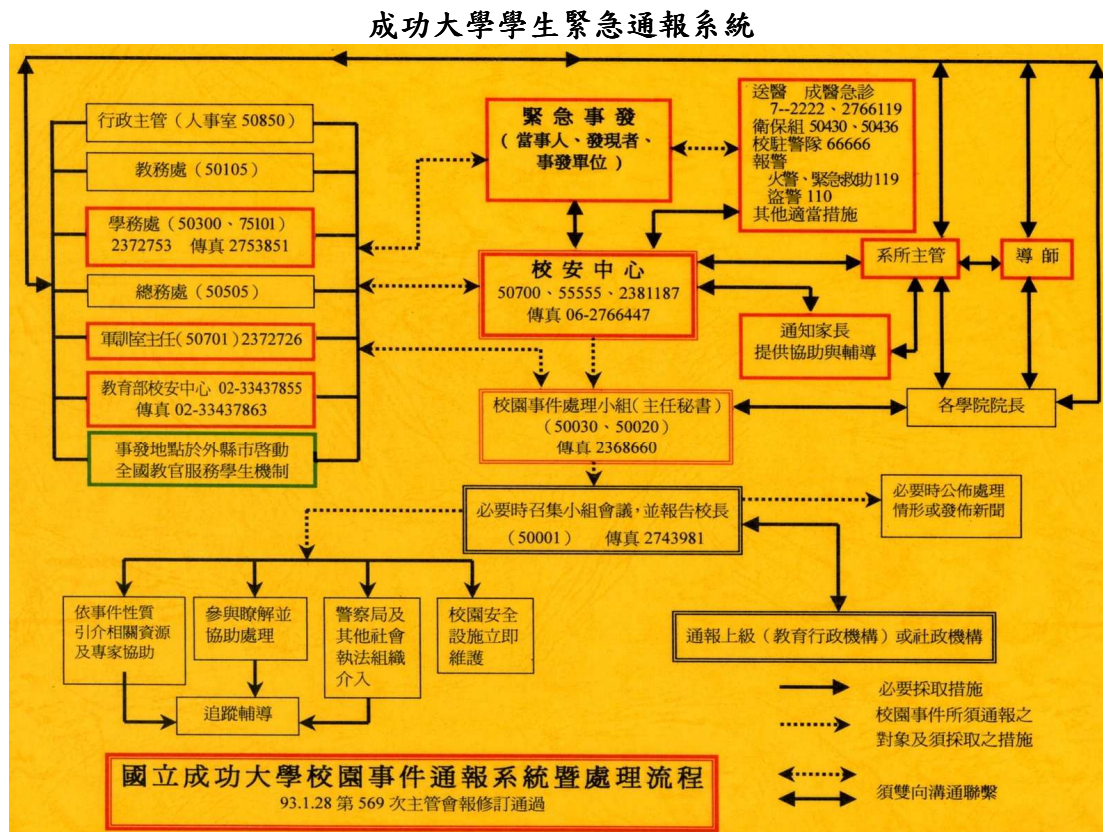 成功大學學生緊急通報系統
行政主管（人事室 50850）
教務處（50105）
學務處（50300、75101）
2372753　傳真 2753851
總務處（50505）
軍訓室主任(50701) 2372726
教育部校安中心 02-33437855
傳真 02-33437863
事發地點於外縣市啓動
全國教官服務學生機制
緊急事發
（當事人、發現者、
事發單位）
送醫　成醫急診
7--2222、2766119
衛保組 50430、50436
校駐警隊 66666
報警
火警、緊急救助119
盜警 110
其他適當措施
校安中心
50700、55555、2381187
傳真 06-2766447
系所主管
導師
通知家長
提供協助與輔導
校園事件處理小組（主任秘書）
（50030、50020）
傳真 2368660
各學院院長
必要時召集小組會議，並報告校長
（50001）　傳真 2743981
必要時公佈處理
情形或發佈新聞
依事件性質
引介相關資源
及專家協助
參與瞭解並
協助處理
警察局及
其他社會
執法組織
介入
校園安全
設施立即
維護
追蹤輔導
通報上級（教育行政機構）或社政機構
必要採取措施
校園事件所須通報之
對象及須採取之措施
須雙向溝通聯繫
國立成功大學校園事件通報系統暨處理流程
93.1.28 第 569 次主管會報修訂通過